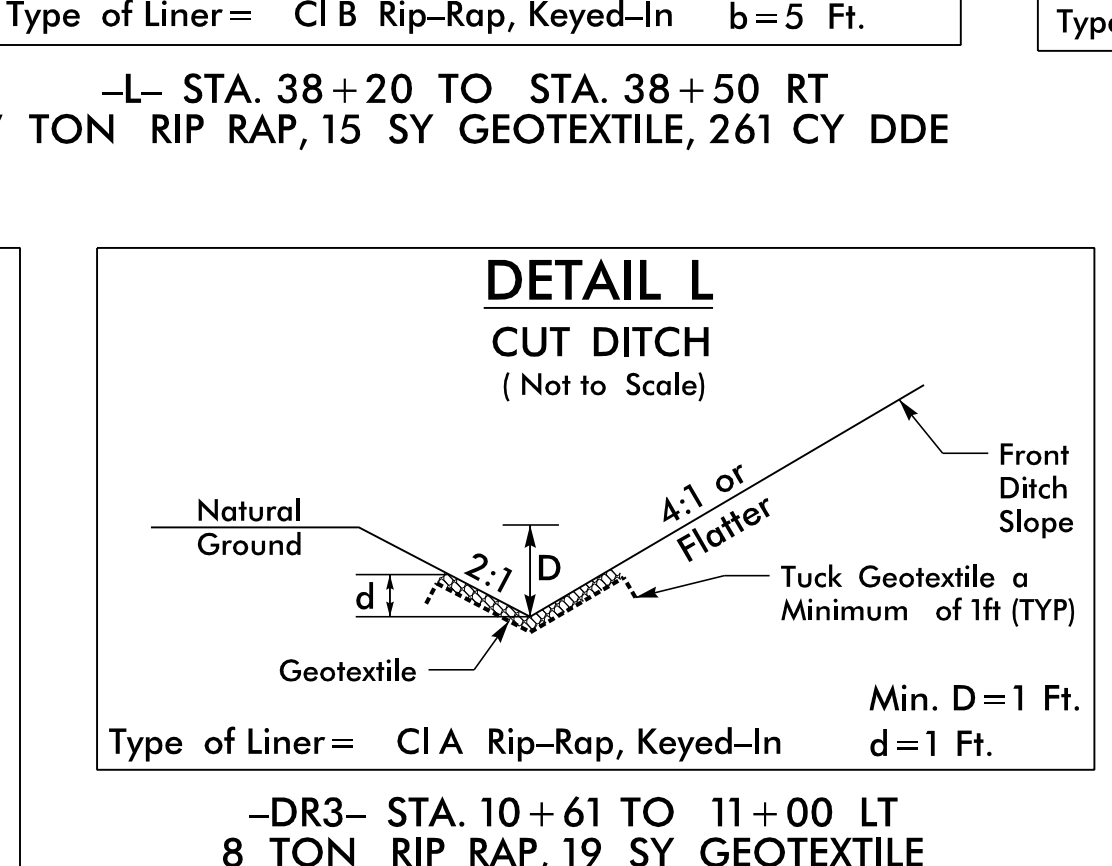 Type of Liner = Cl B Rip-Rap, Keyed-In b = 5 Ft.
Type
-L- STA. 38+20 TO STA. 38+50 RT
TON RIP RAP, 15 SY GEOTEXTILE, 261 CY DDE
DETAIL L
CUT DITCH
( Not to Scale)
Front
Ditch
Slope
Natural
Ground
4:1 or
Flatter
2:1
D
d
Tuck Geotextile a
Minimum of 1ft (TYP)
Geotextile
Min. D = 1 Ft.
Type of Liner = Cl A Rip-Rap, Keyed-In d = 1 Ft.
-DR3- STA. 10+61 TO 11+00 LT
8 TON RIP RAP, 19 SY GEOTEXTILE